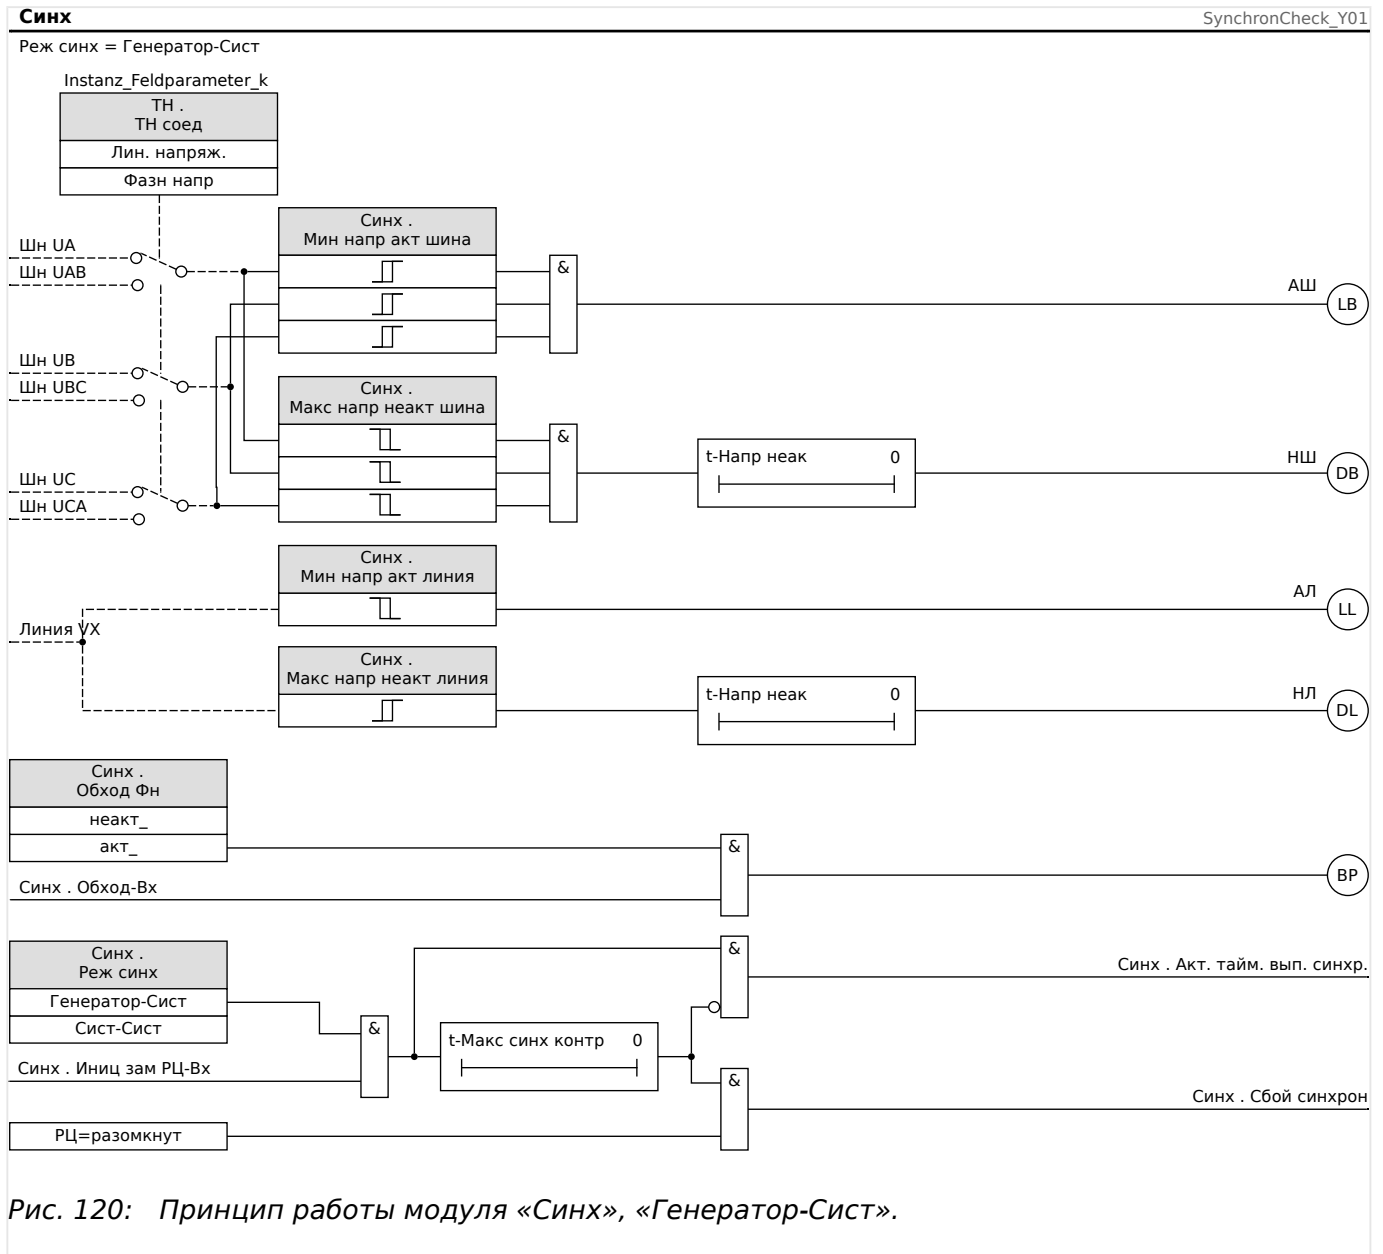 Синх
SynchronCheck_Y01
Реж синх = Генератор-Сист
Instanz_Feldparameter_k
ТН .
ТН соед
Лин. напряж.
Фазн напр
Шн UA
Шн UAB
Шн UB
Шн UBC
Шн UC
Шн UCA
Синх .
Мин напр акт шина
&
АШ
LB
Синх .
Макс напр неакт шина
&
t-Напр неак 0
НШ
DB
Синх .
Мин напр акт линия
АЛ
LL
Линия VX
Синх .
Макс напр неакт линия
t-Напр неак 0
НЛ
DL
Синх .
Обход Фн
неакт_
акт_
Синх . Обход-Вх
&
BP
Синх .
Реж синх
Генератор-Сист
Сист-Сист
Синх . Иниц зам РЦ-Вх
&
t-Макс синх контр 0
&
Синх . Акт. тайм. вып. синхр.
&
Синх . Сбой синхрон
РЦ=разомкнут
Рис. 120: Принцип работы модуля «Синх», «Генератор-Сист».